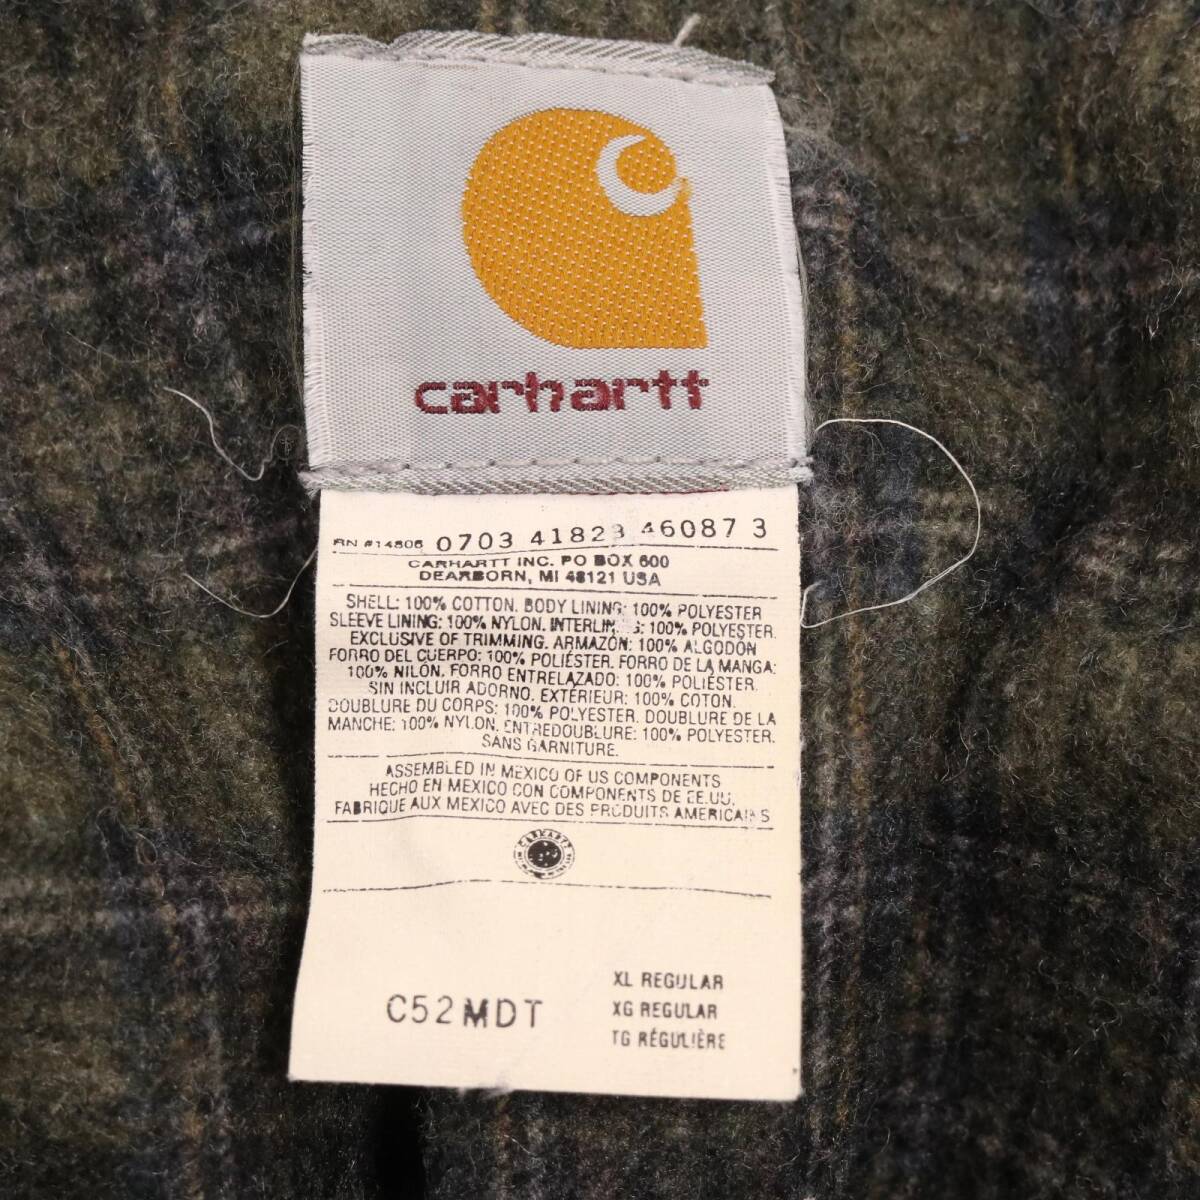 carhartt
RN #14806 0703 41823 46087 3
CARHARTT INC. PO BOX 600
DEARBORN, MI 48121 USA
SHELL: 100% COTTON. BODY LINING: 100% POLYESTER
SLEEVE LINING: 100% NYLON. : 100% POLYESTER.
EXCLUSIVE OF TRIMMING. ARMAZÓN: 100% ALGODÓN
FORRO DEL CUERPO: 100% POLIÉSTER. FORRO DE LA MANGA:
100% NILÓN. FORRO ENTRELAZADO: 100% POLIÉSTER.
SIN INCLUIR ADORNO. EXTÉRIEUR: 100% COTON.
DOUBLURE DU CORPS: 100% POLYESTER. DOUBLURE DE LA
MANCHE: 100% NYLON. ENTREDOUBLURE: 100% POLYESTER.
SANS GARNITURE.
ASSEMBLED IN MEXICO OF US COMPONENTS
HECHO EN MEXICO CON COMPONENTS DE EE.UU.
FABRIQUE AUX MEXICO AVEC DES PRODUITS AMERICAINS
CARHARTT
C52MDT
XL REGULAR
XG REGULAR
TG RÉGULIÈRE